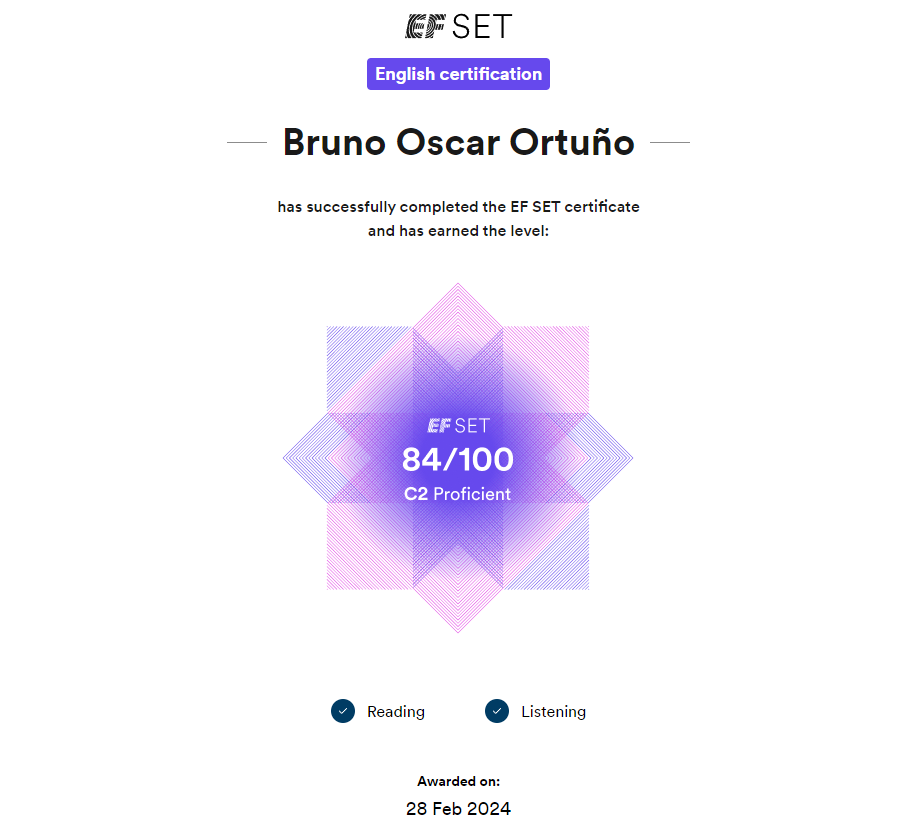 EF SET
English certification
Bruno Oscar Ortuño
has successfully completed the EF SET certificate
and has earned the level:
EF SET
84/100
C2 Proficient
Reading Listening
Awarded on:
28 Feb 2024